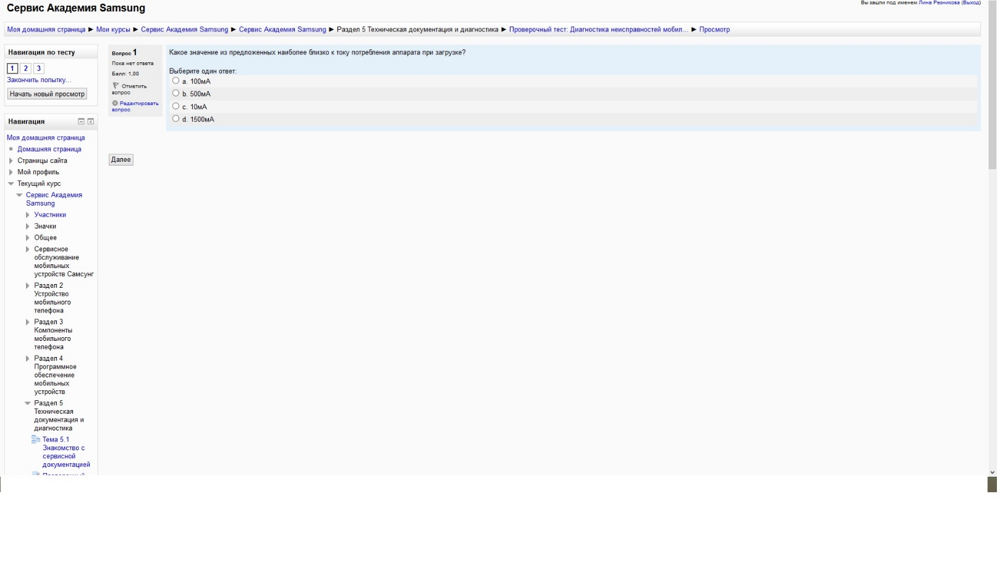 Сервис Академия Samsung
Вы зашли под именем Лина Резникова (Выход)
Моя домашняя страница ► Мои курсы ► Сервис Академия Samsung ► Сервис Академия Samsung ► Раздел 5 Техническая документация и диагностика ► Проверочный тест: Диагностика неисправностей мобил... ► Просмотр
Навигация по тесту
1 2 3
Закончить попытку...
Начать новый просмотр
Вопрос 1
Пока нет ответа
Балл: 1,00
Отметить
вопрос
Редактировать
вопрос
Какое значение из предложенных наиболее близко к току потребления аппарата при загрузке?
Выберите один ответ:
a. 100мА
b. 500мА
c. 10мА
d. 1500мА
Далее
Навигация
Моя домашняя страница
Домашняя страница
Страницы сайта
Мой профиль
Текущий курс
Сервис Академия
Samsung
Участники
Значки
Общее
Сервисное
обслуживание
мобильных
устройств Самсунг
Раздел 2
Устройство
мобильного
телефона
Раздел 3
Компоненты
мобильного
телефона
Раздел 4
Программное
обеспечение
мобильных
устройств
Раздел 5
Техническая
документация и
диагностика
Тема 5.1
Знакомство с
сервисной
документацией